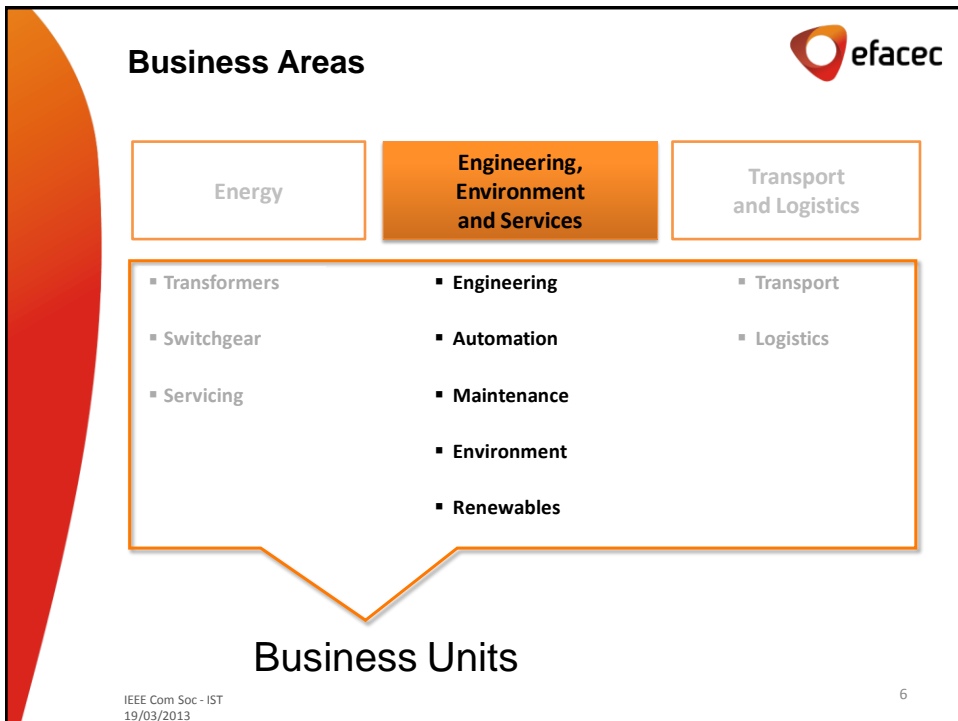 Business Areas
efacec
Energy
Engineering,
Environment
and Services
Transport
and Logistics
▪ Transformers
▪ Switchgear
▪ Servicing
▪ Engineering
▪ Automation
▪ Maintenance
▪ Environment
▪ Renewables
▪ Transport
▪ Logistics
Business Units
IEEE Com Soc - IST
19/03/2013
6